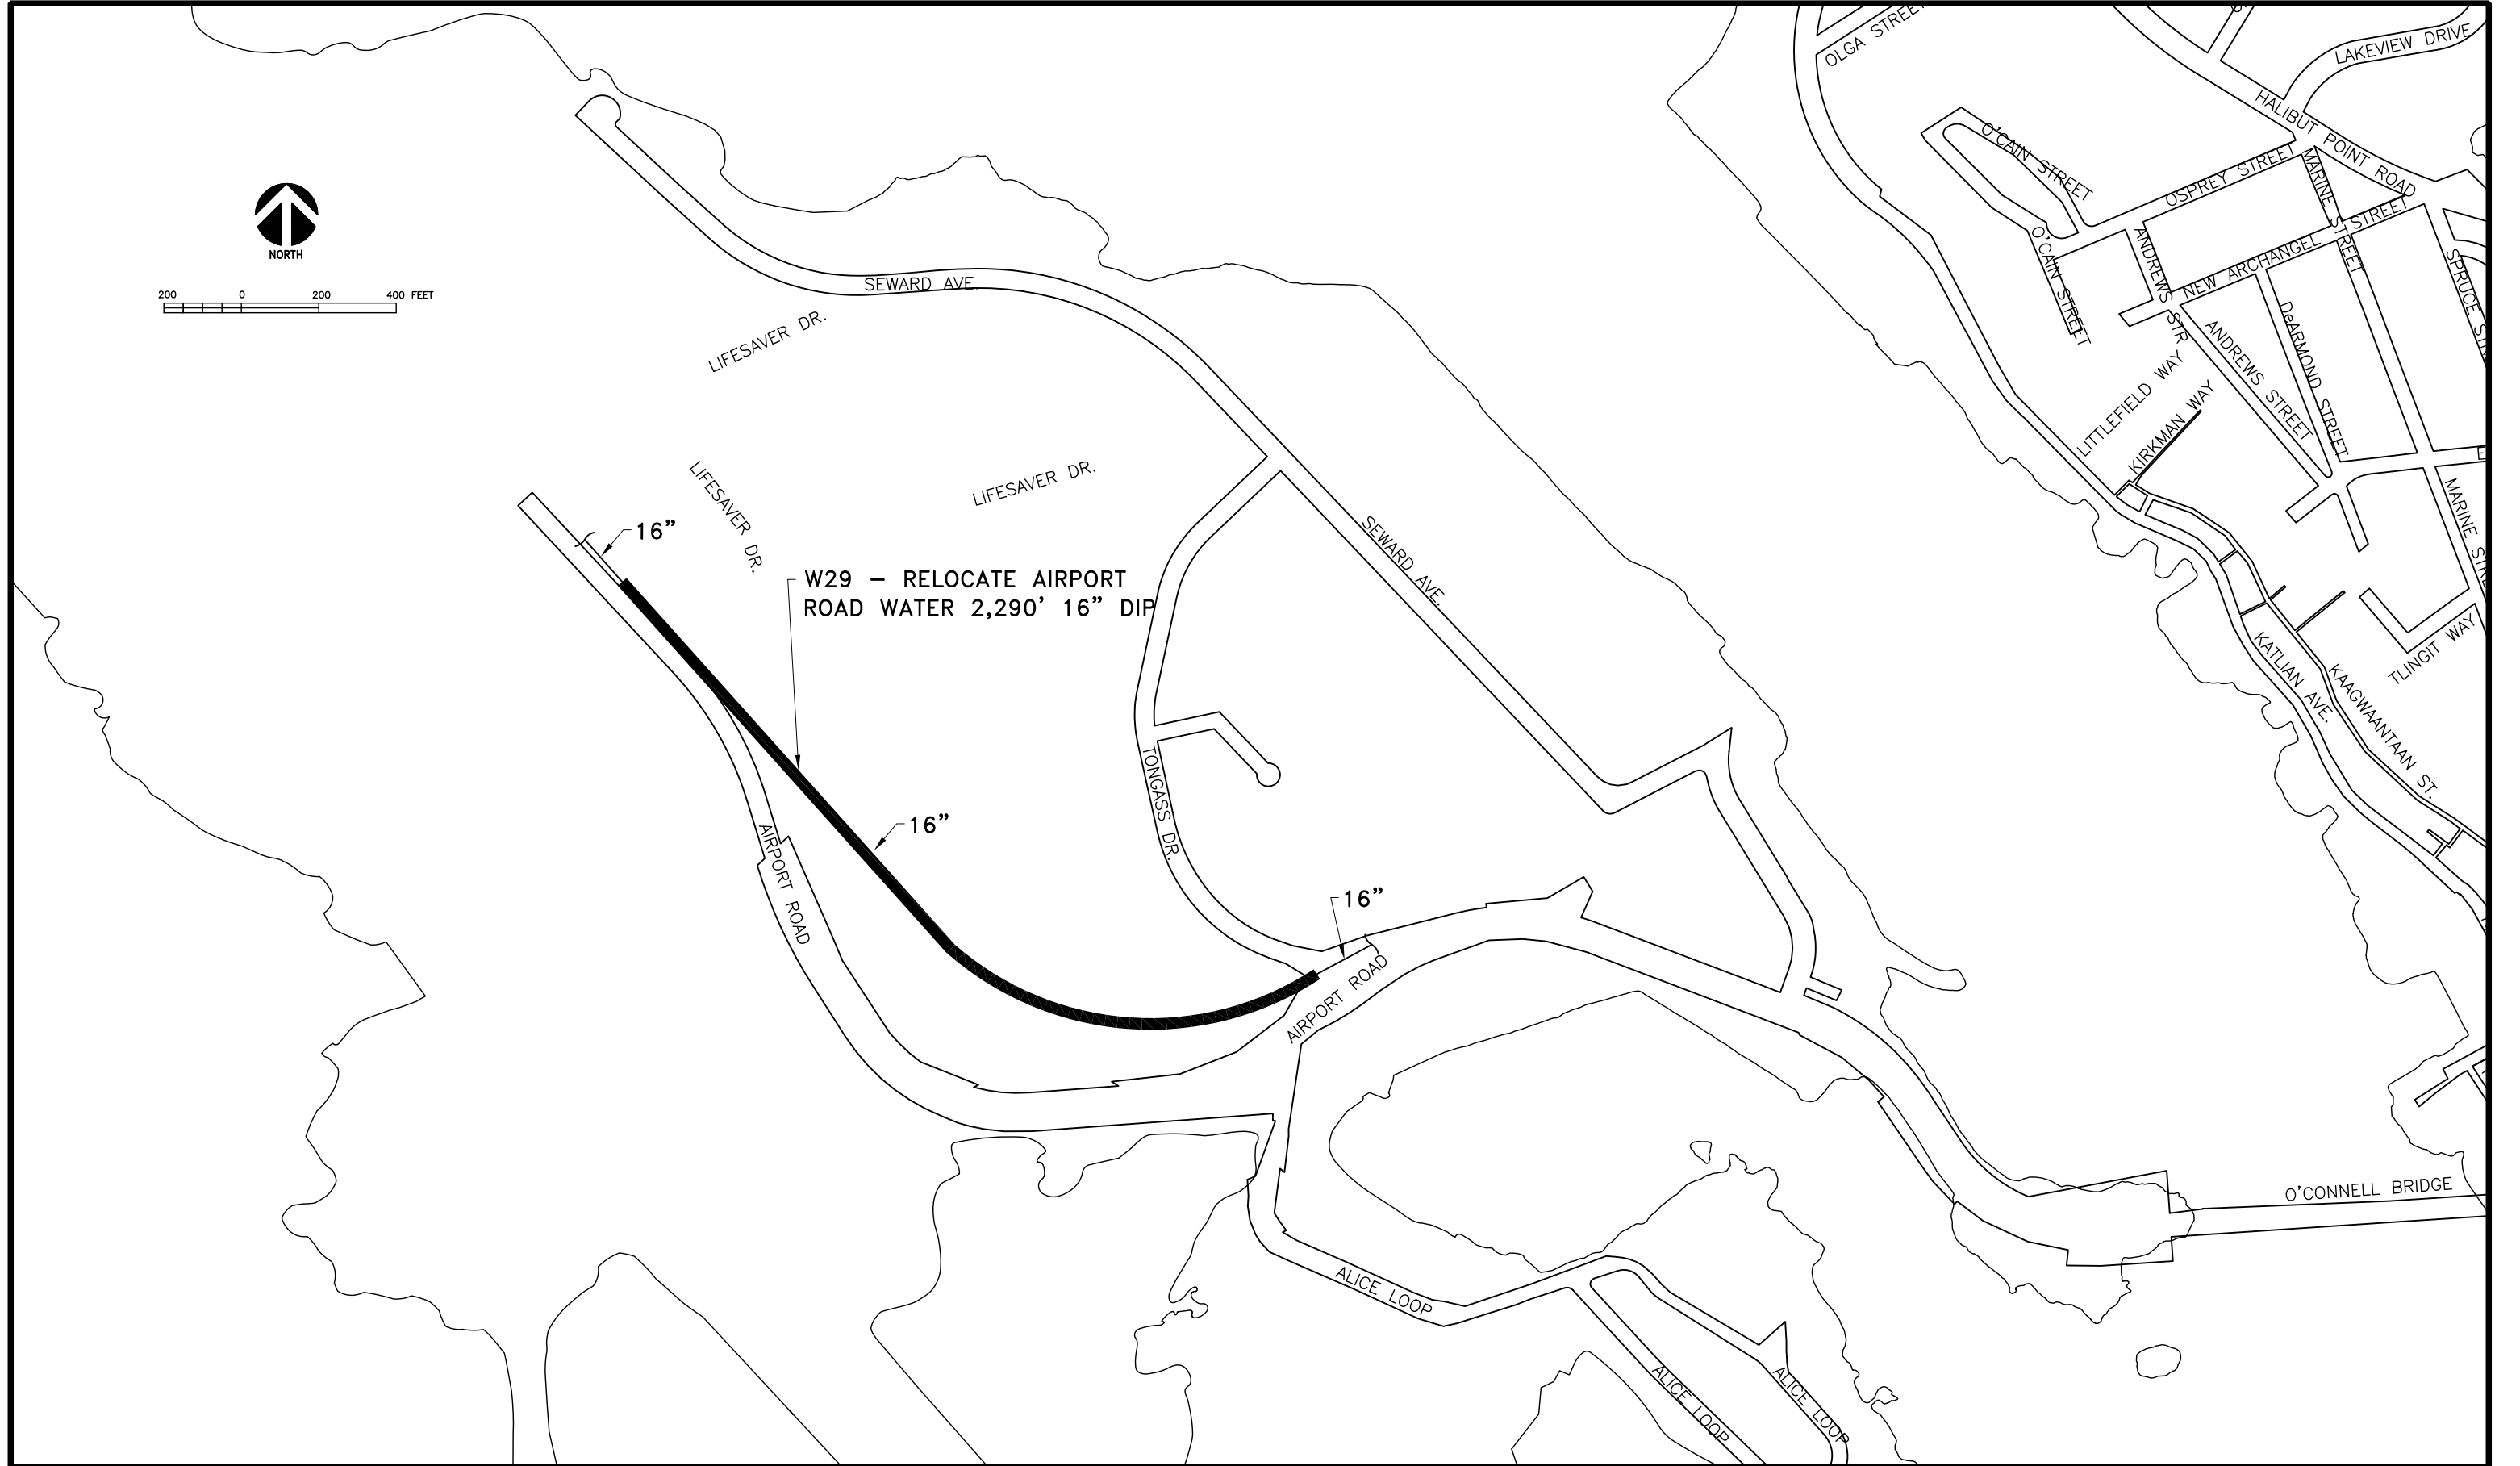 OLGA STREET
LAKEVIEW DRIVE
HALIBUT POINT ROAD
O'CAIN STREET
OSPREY STREET
MARINE STREET
O'CAIN STREET
ANDREWS STR
NEW ARCHANGEL STREET
SPRUCE STRE
NORTH
200 0 200 400 FEET
SEWARD AVE.
LIFESAVER DR.
DeARMOND STREET
ANDREWS STREET
LITTLEFIELD WAY
KIRKMAN WAY
LIFESAVER DR.
LIFESAVER DR.
MARINE STRE
16"
SEWARD AVE.
W29 – RELOCATE AIRPORT
ROAD WATER 2,290' 16" DIP
KATLIAN AVE.
TLINGIT WAY
KAAGWAANTAAN ST.
TONGASS DR.
16"
AIRPORT ROAD
16"
AIRPORT ROAD
O'CONNELL BRIDGE
ALICE LOOP
ALICE LOOP
ALICE LOOP